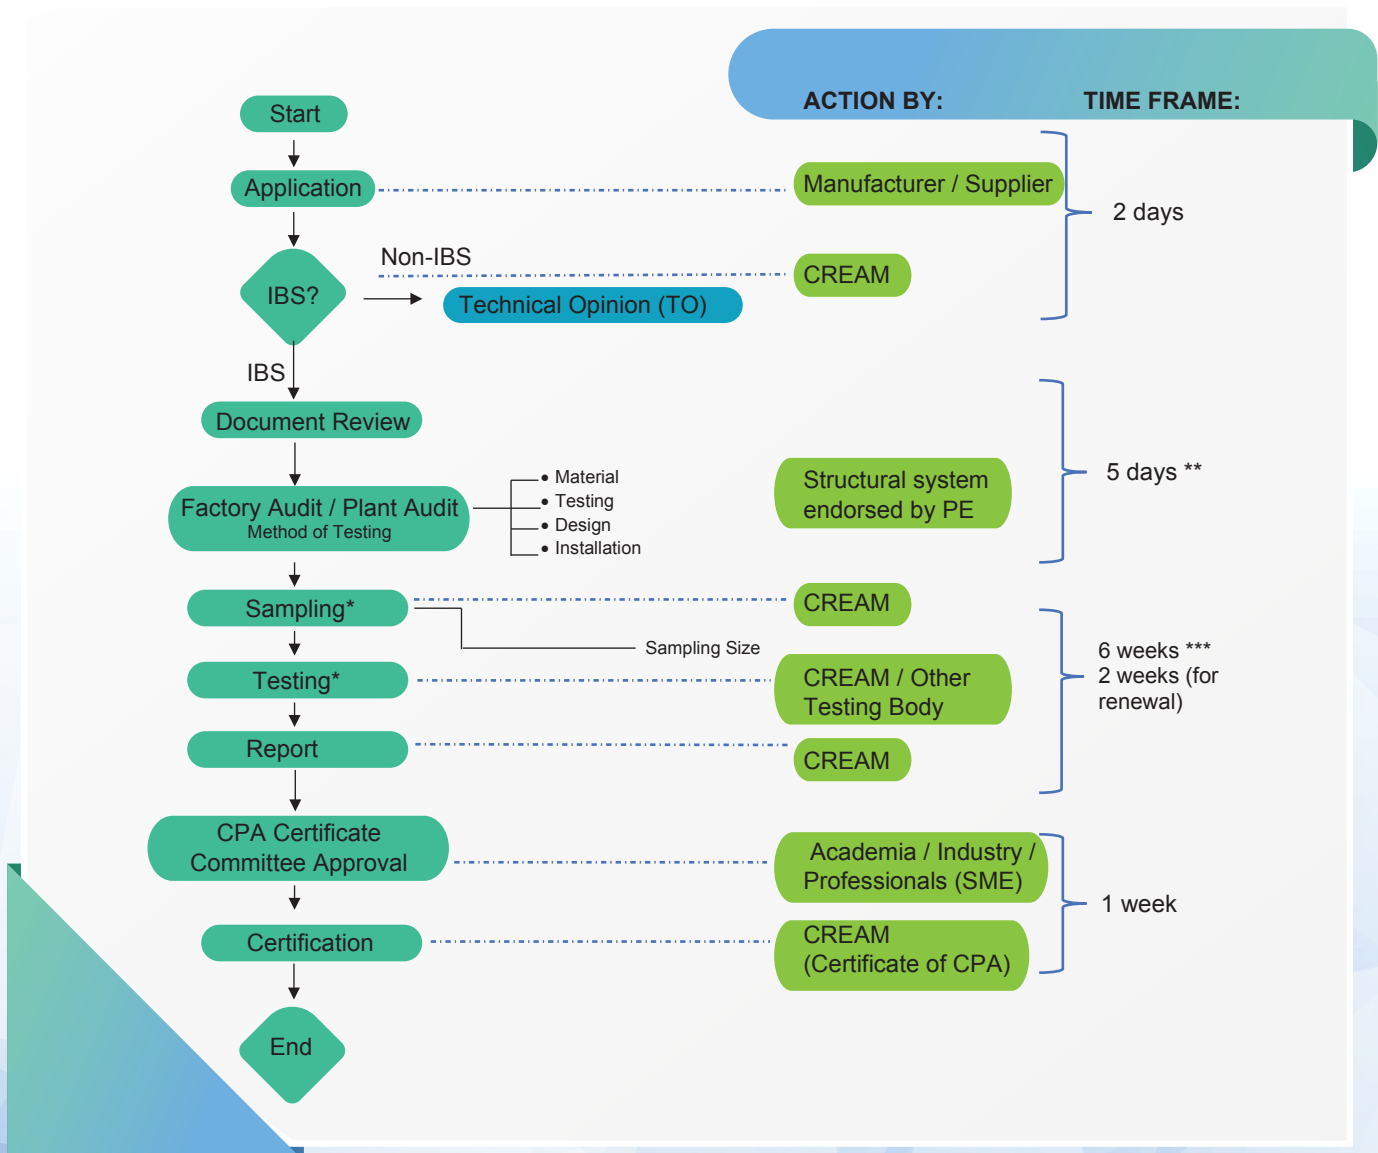 ACTION BY:
TIME FRAME:
Start
Application
Manufacturer / Supplier
2 days
Non-IBS
CREAM
IBS?
Technical Opinion (TO)
IBS
Document Review
Factory Audit / Plant Audit
Method of Testing
• Material
• Testing
• Design
• Installation
Structural system
endorsed by PE
5 days **
Sampling*
CREAM
Sampling Size
Testing*
CREAM / Other
Testing Body
6 weeks ***
2 weeks (for
renewal)
Report
CREAM
CPA Certificate
Committee Approval
Academia / Industry /
Professionals (SME)
1 week
Certification
CREAM
(Certificate of CPA)
End